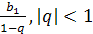 b₁/1−q, |q| < 1